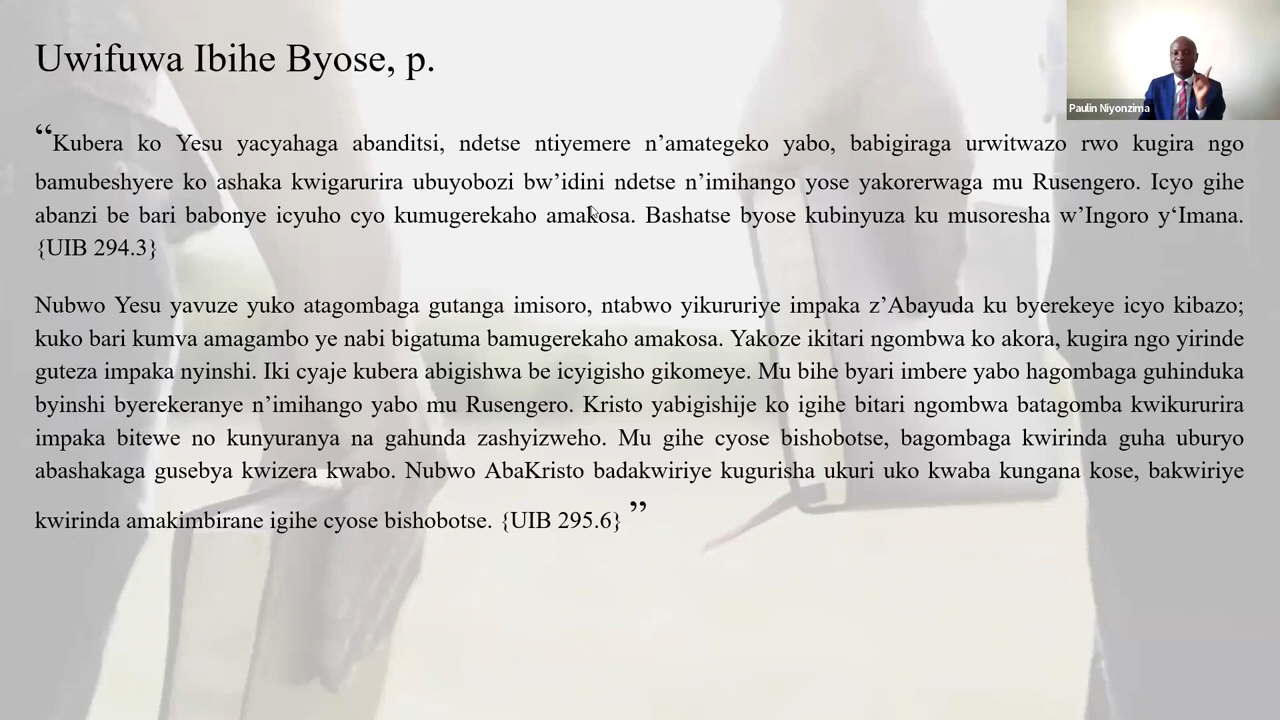 Uwifuwa Ibihe Byose, p.
Paulin Niyonzima
“Kubera ko Yesu yacyahaga abanditsi, ndetse ntiyemere n’amategeko yabo, babigiraga urwitwazo rwo kugira ngo
bamubeshyere ko ashaka kwigarurira ubuyobozi bw’idini ndetse n’imihango yose yakorerwaga mu Rusengero. Icyo gihe
abanzi be bari babonye icyuho cyo kumugerekaho amakosa. Bashatse byose kubinyuza ku musoresha w’Ingoro y‘Imana.
{UIB 294.3}
Nubwo Yesu yavuze yuko atagombaga gutanga imisoro, ntabwo yikururiye impaka z’Abayuda ku byerekeye icyo kibazo;
kuko bari kumva amagambo ye nabi bigatuma bamugerekaho amakosa. Yakoze ikitari ngombwa ko akora, kugira ngo yirinde
guteza impaka nyinshi. Iki cyaje kubera abigishwa be icyigisho gikomeye. Mu bihe byari imbere yabo hagombaga guhinduka
byinshi byerekeranye n’imihango yabo mu Rusengero. Kristo yabigishije ko igihe bitari ngombwa batagomba kwikururira
impaka bitewe no kunyuranya na gahunda zashyizweho. Mu gihe cyose bishobotse, bagombaga kwirinda guha uburyo
abashakaga gusebya kwizera kwabo. Nubwo AbaKristo badakwiriye kugurisha ukuri uko kwaba kungana kose, bakwiriye
kwirinda amakimbirane igihe cyose bishobotse. {UIB 295.6} ”